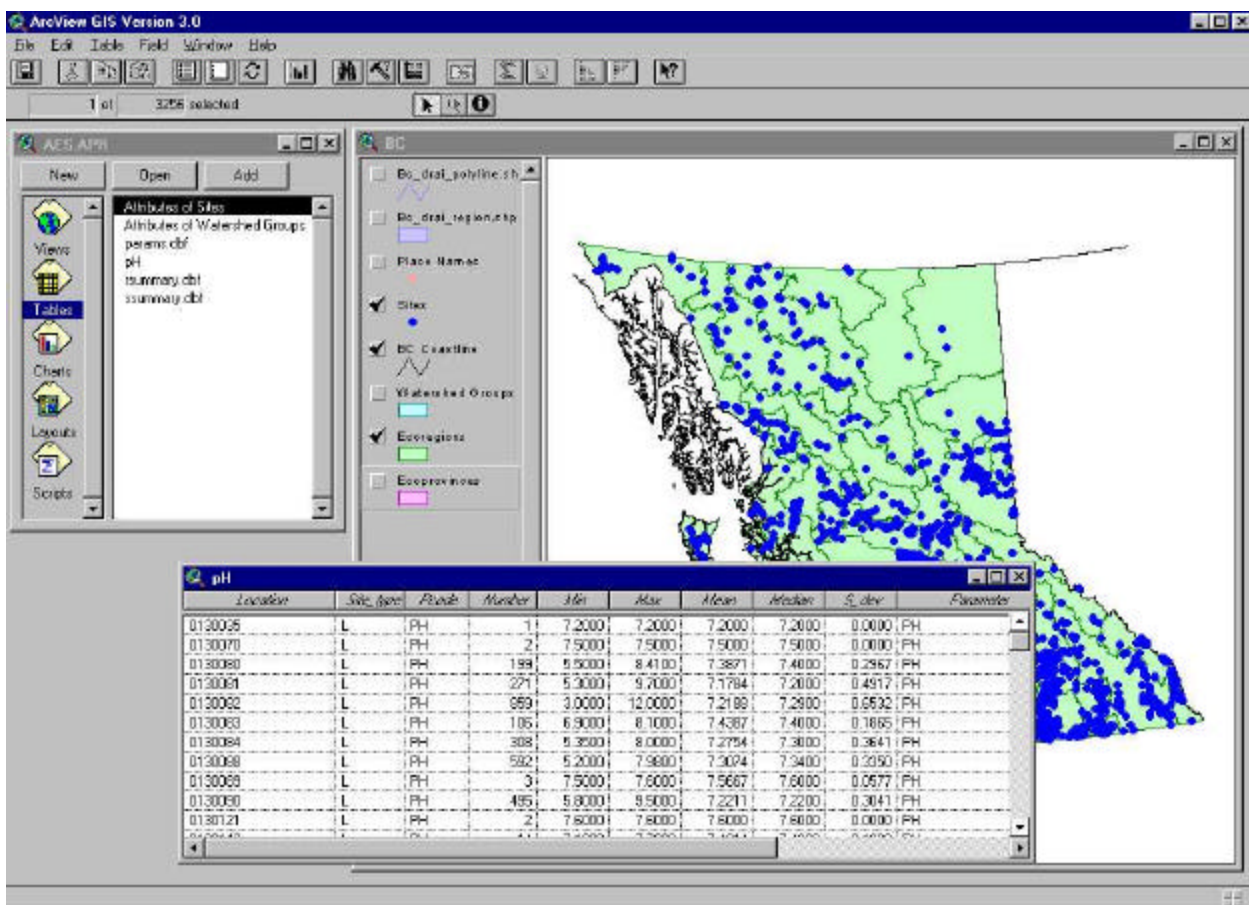 ArcView GIS Version 3.0
File Edit Table Field Window Help
1 of 3256 selected
AES.APR
New Open Add
Views
Tables
Charts
Layouts
Scripts
Attributes of Sites
Attributes of Watershed Groups
params.dbf
pH
rsummary.dbf
ssummary.dbf
BC
Bc_drai_polyline.sh
Bc_drai_region.shp
Place Names
Sites
BC Coastline
Watershed Groups
Ecoregions
Ecoprovinces
pH
Location Site_type Pcode Number Min Max Mean Median S_dev Parameter
0130035 L PH 1 7.2000 7.2000 7.2000 7.2000 0.0000 PH
0130070 L PH 2 7.5000 7.5000 7.5000 7.5000 0.0000 PH
0130080 L PH 199 5.5000 8.4100 7.3871 7.4000 0.2967 PH
0130081 L PH 271 5.3000 9.2000 7.1784 7.2000 0.4917 PH
0130082 L PH 859 3.0000 12.0000 7.2188 7.2900 0.6532 PH
0130083 L PH 106 6.9000 8.1000 7.4387 7.4000 0.1865 PH
0130084 L PH 308 5.3500 8.0000 7.2754 7.3000 0.3641 PH
0130088 L PH 592 5.2000 7.9800 7.3074 7.3400 0.3350 PH
0130089 L PH 3 7.5000 7.6000 7.5667 7.6000 0.0577 PH
0130090 L PH 495 5.8000 9.5000 7.2211 7.2200 0.3041 PH
0130121 L PH 2 7.6000 7.6000 7.6000 7.6000 0.0000 PH